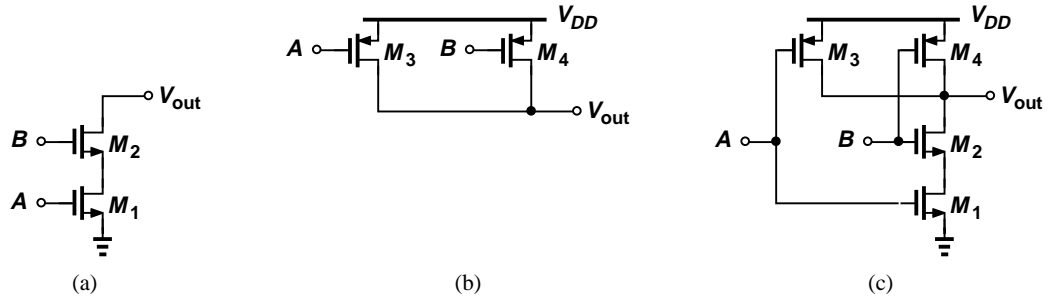 V_out
B
M_2
A
M_1
(a)
V_DD
A
M_3
B
M_4
V_out
(b)
V_DD
M_3
M_4
V_out
A
B
M_2
M_1
(c)